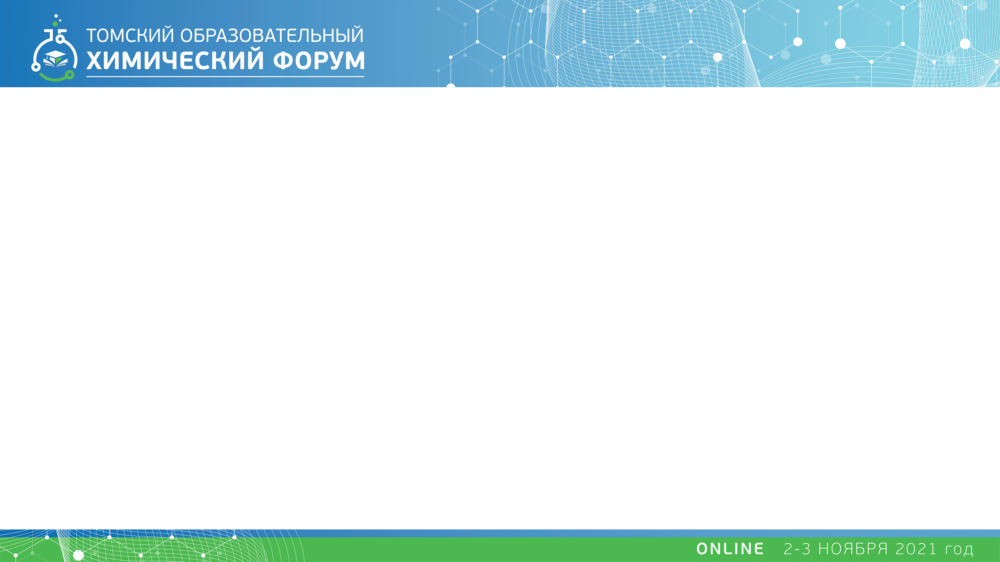 ТОМСКИЙ ОБРАЗОВАТЕЛЬНЫЙ
ХИМИЧЕСКИЙ ФОРУМ
ONLINE 2-3 НОЯБРЯ 2021 год